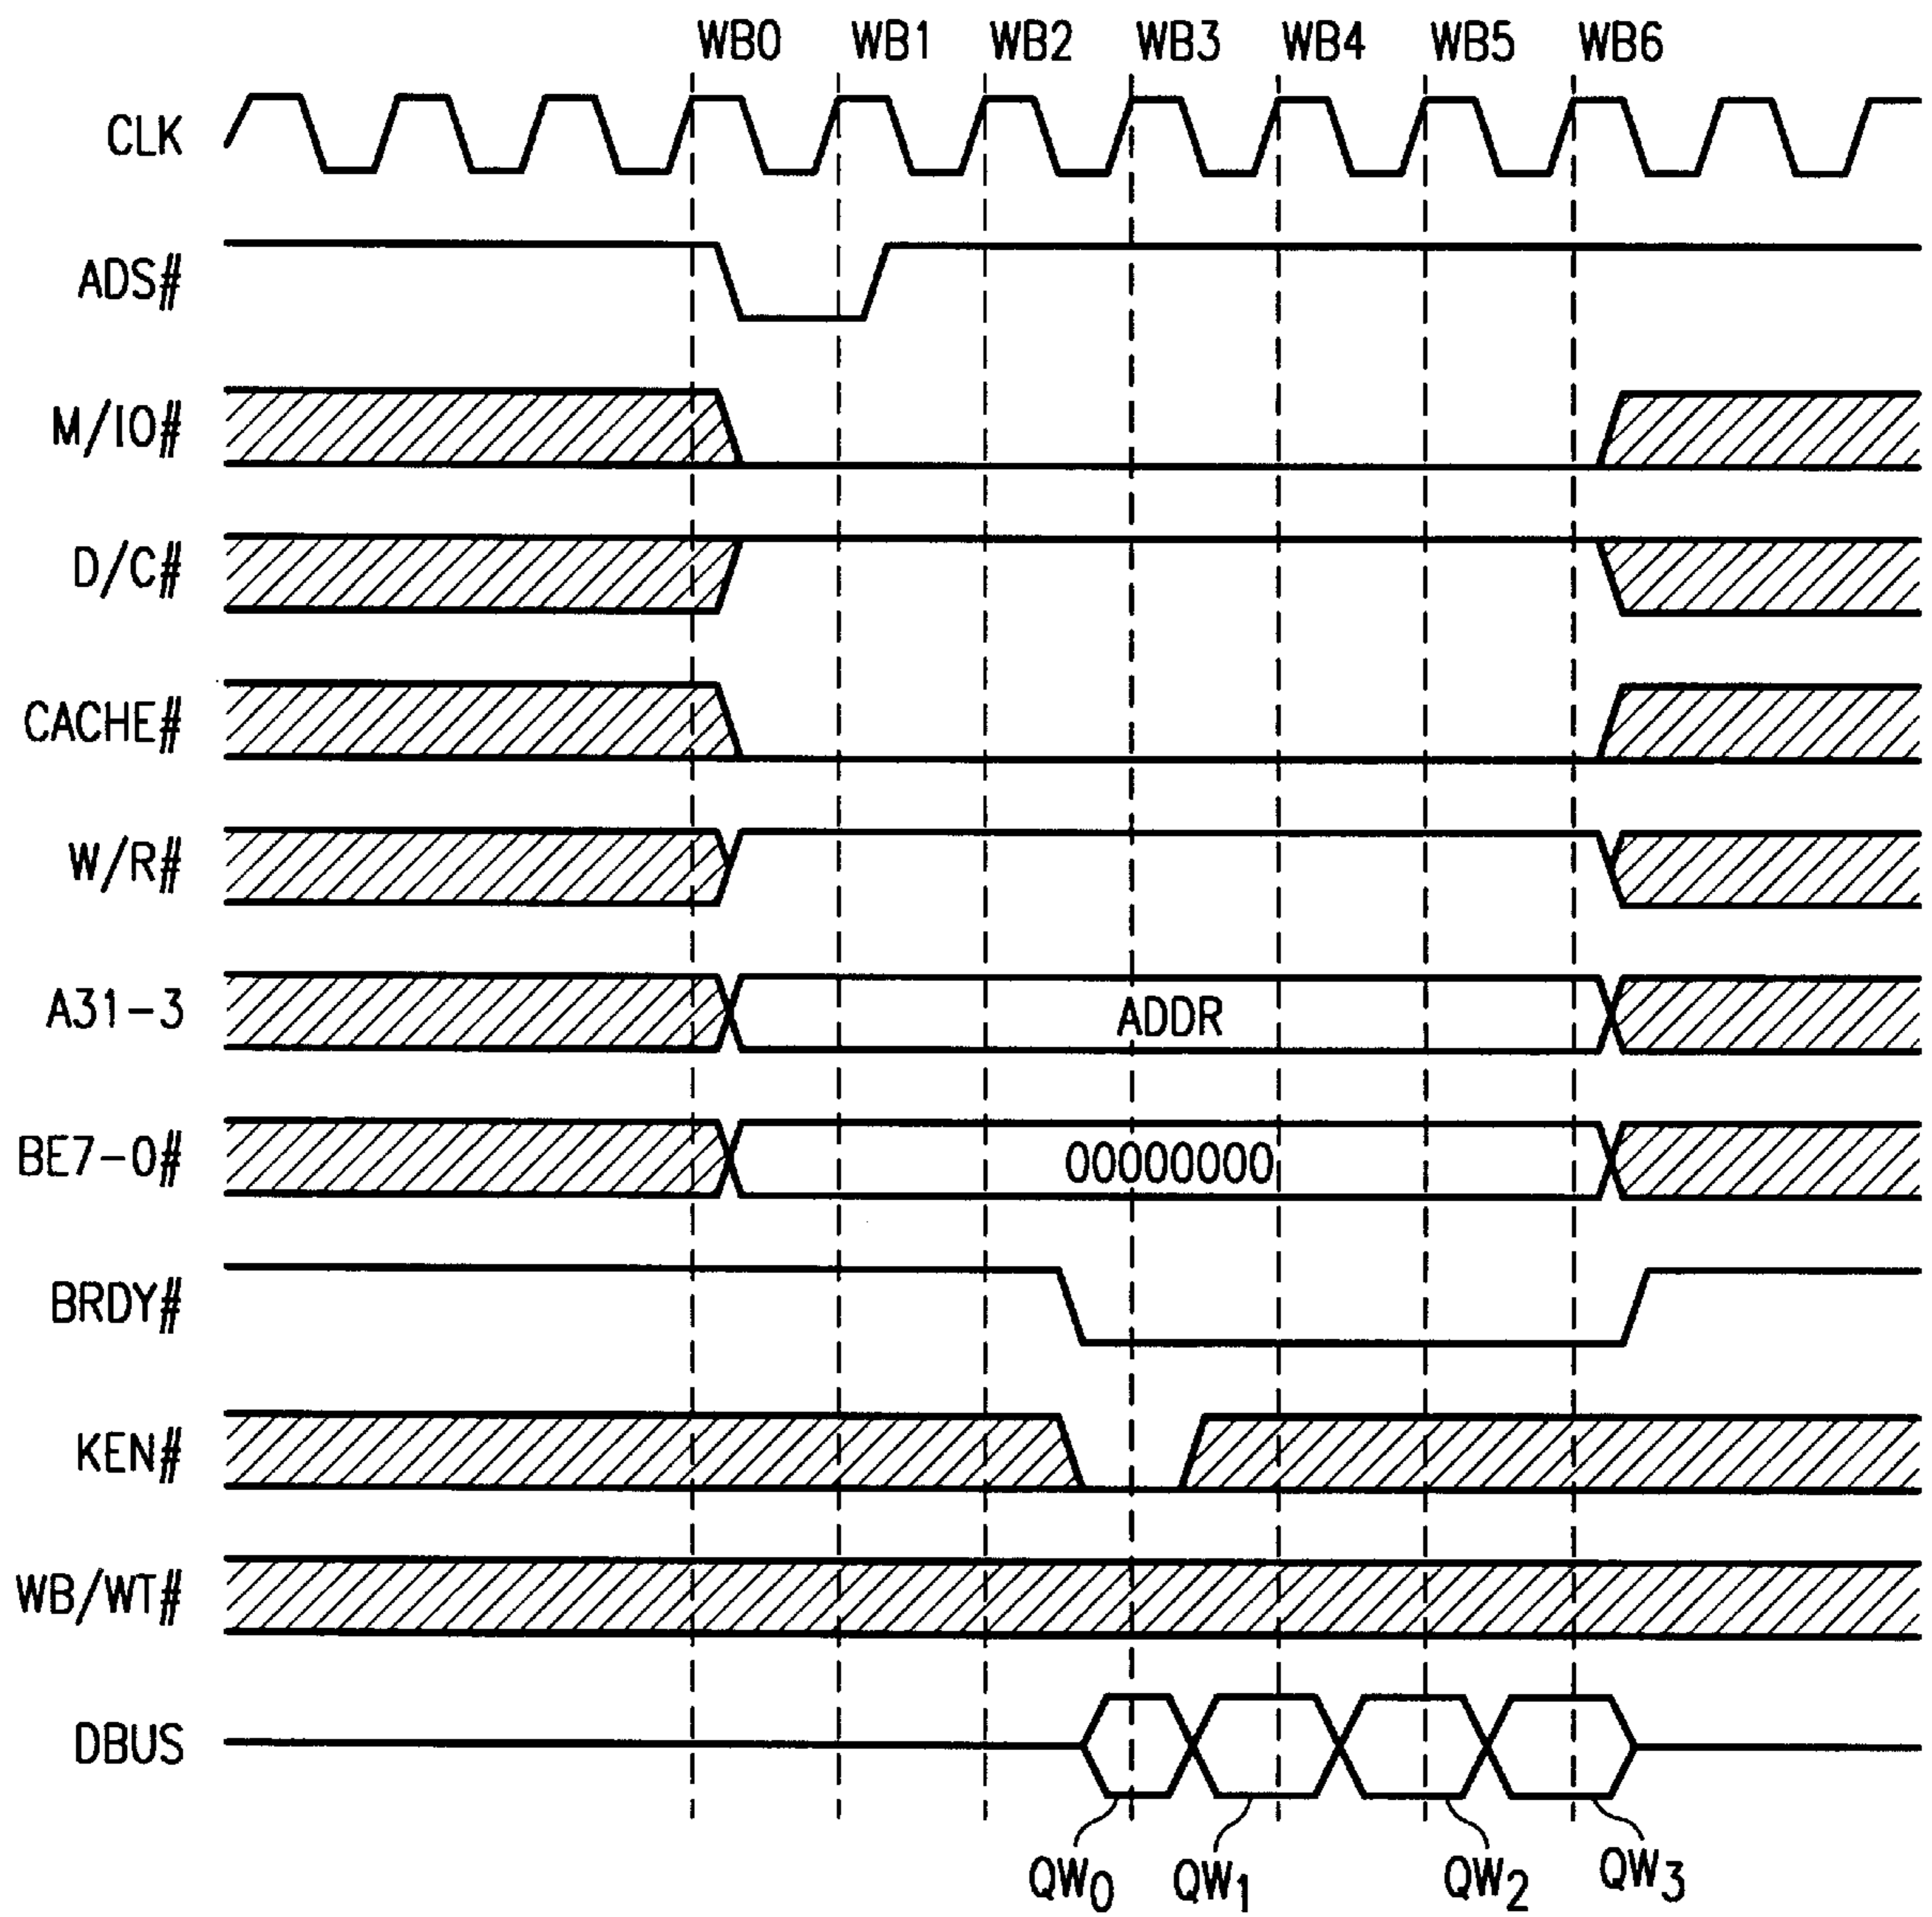 WB0 WB1 WB2 WB3 WB4 WB5 WB6
CLK
ADS#
M/IO#
D/C#
CACHE#
W/R#
A31-3 ADDR
BE7-0# 00000000
BRDY#
KEN#
WB/WT#
DBUS
QW0 QW1 QW2 QW3